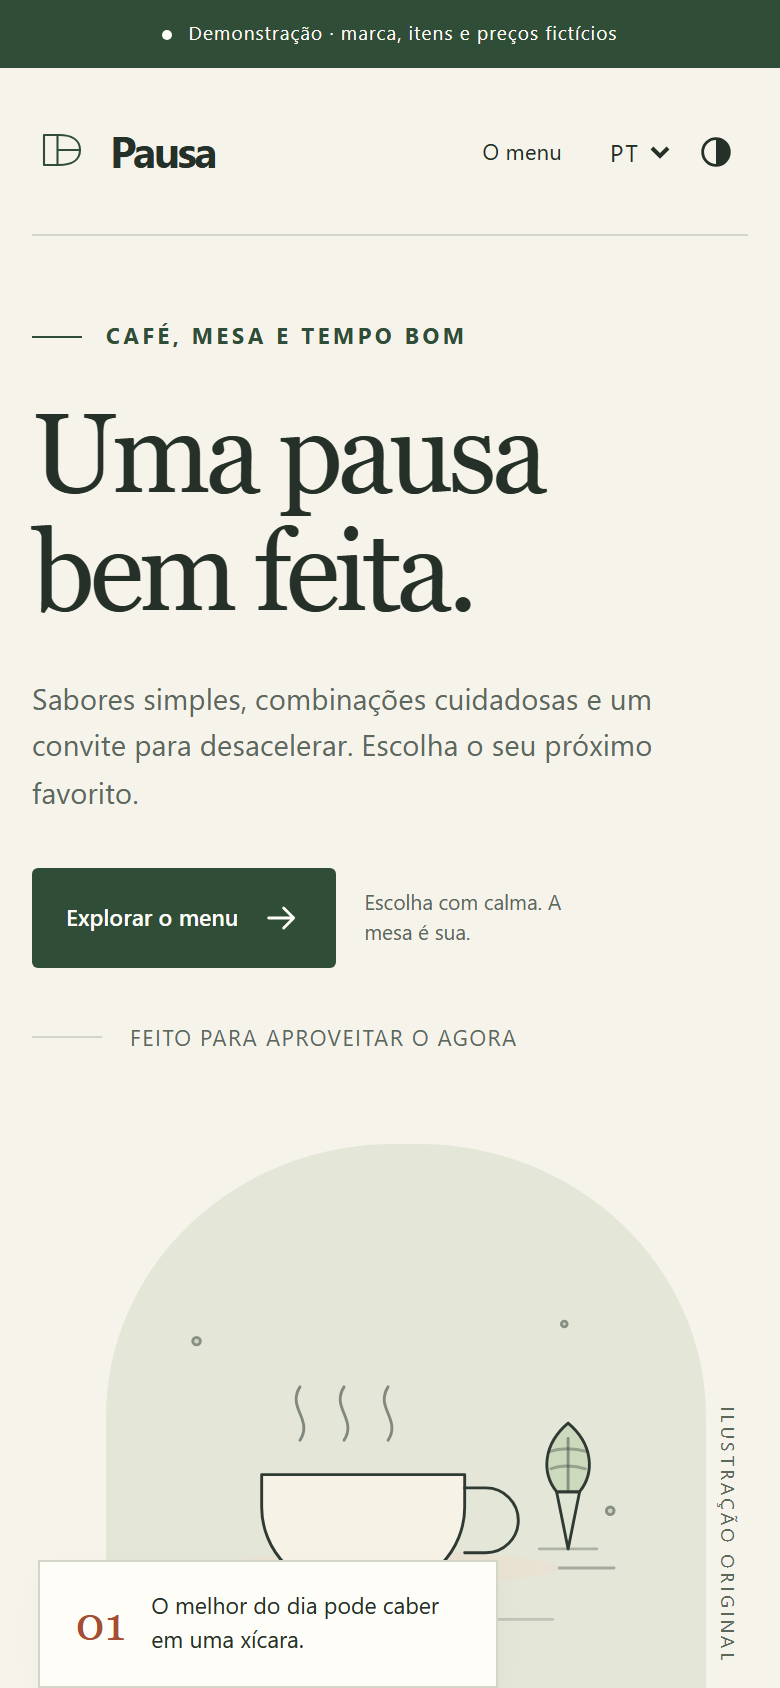 Demonstração · marca, itens e preços fictícios
Pausa
O menu
PT
CAFÉ, MESA E TEMPO BOM
Uma pausa
bem feita.
Sabores simples, combinações cuidadosas e um
convite para desacelerar. Escolha o seu próximo
favorito.
Explorar o menu
Escolha com calma. A
mesa é sua.
FEITO PARA APROVEITAR O AGORA
ILUSTRAÇÃO ORIGINAL
01
O melhor do dia pode caber
em uma xícara.